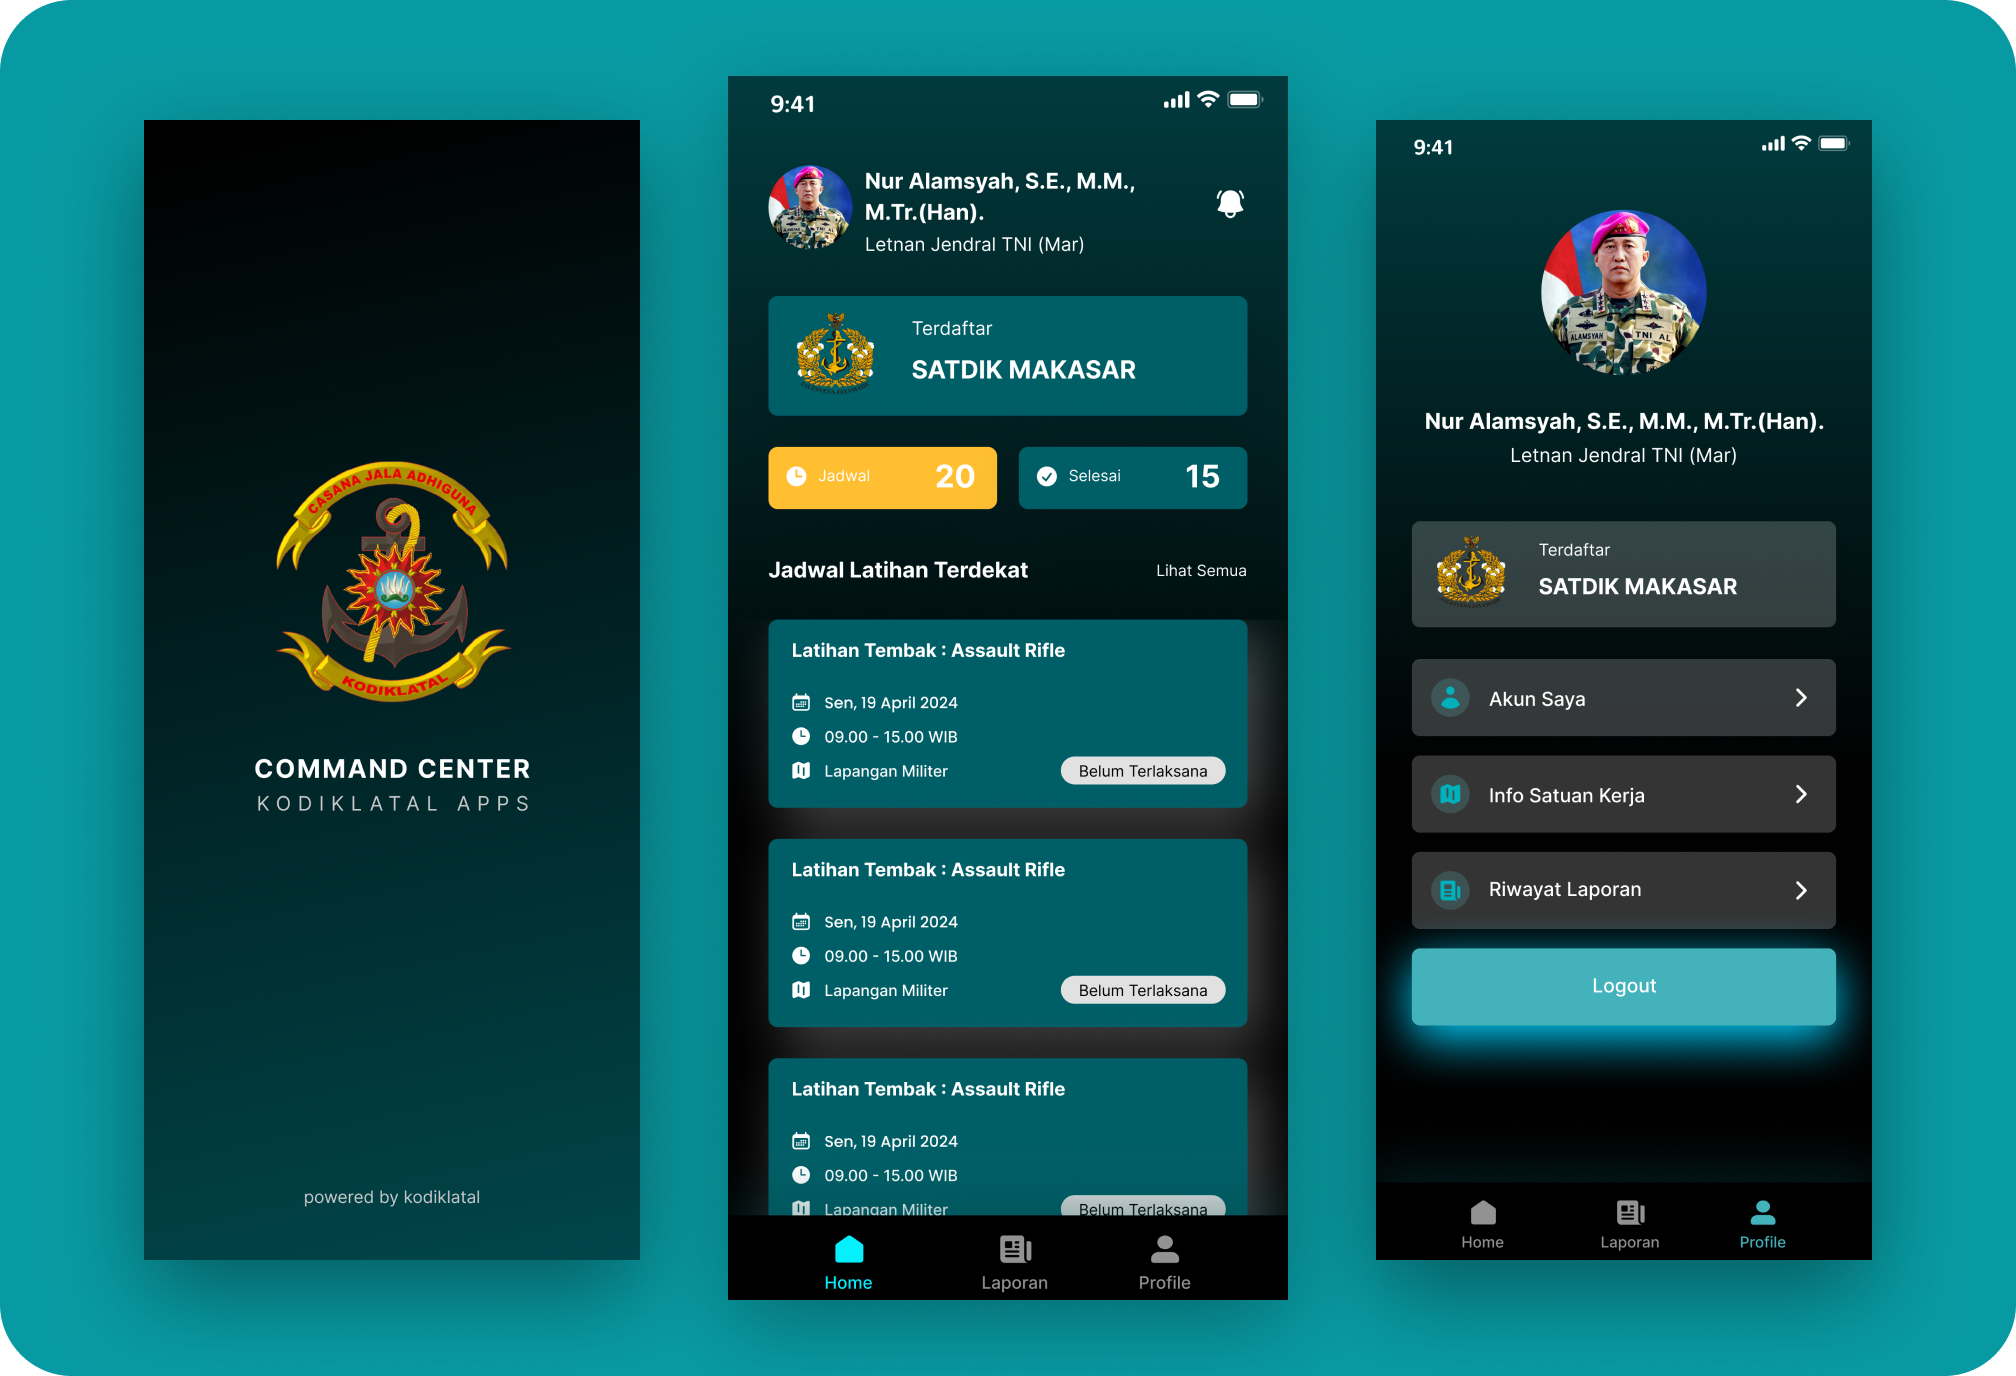 CASANA JALA ADHIGUNA
KODIKLATAL
COMMAND CENTER
KODIKLATAL APPS
powered by kodiklatal
9:41
Nur Alamsyah, S.E., M.M.,
M.Tr.(Han).
Letnan Jendral TNI (Mar)
Terdaftar
SATDIK MAKASAR
Jadwal 20
Selesai 15
Jadwal Latihan Terdekat
Lihat Semua
Latihan Tembak : Assault Rifle
Sen, 19 April 2024
09.00 - 15.00 WIB
Lapangan Militer
Belum Terlaksana
Latihan Tembak : Assault Rifle
Sen, 19 April 2024
09.00 - 15.00 WIB
Lapangan Militer
Belum Terlaksana
Latihan Tembak : Assault Rifle
Sen, 19 April 2024
09.00 - 15.00 WIB
Lapangan Militer
Belum Terlaksana
Home
Laporan
Profile
9:41
ALAMSYAH
TNI AL
Nur Alamsyah, S.E., M.M., M.Tr.(Han).
Letnan Jendral TNI (Mar)
Terdaftar
SATDIK MAKASAR
Akun Saya
Info Satuan Kerja
Riwayat Laporan
Logout
Home
Laporan
Profile